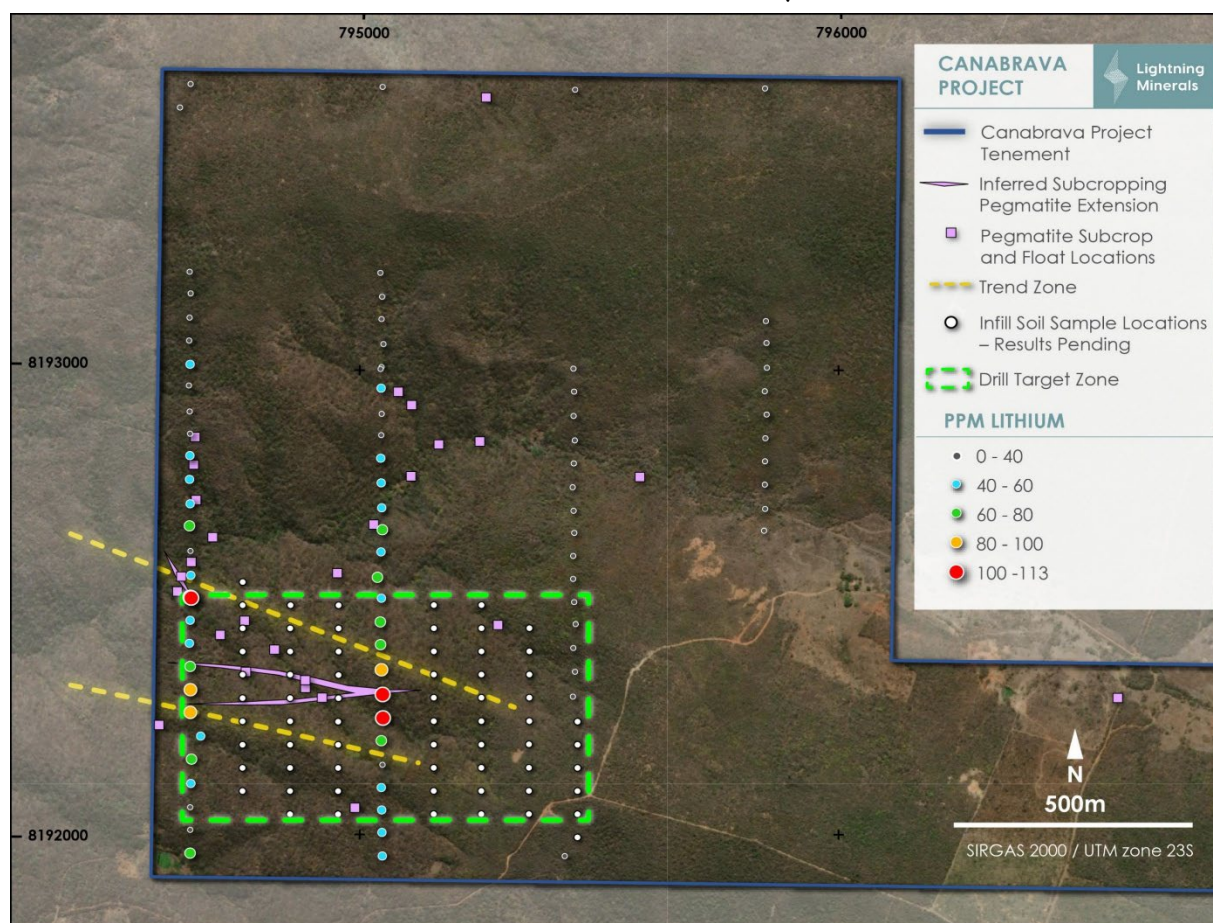 795000
796000
CANABRAVA
PROJECT
Lightning
Minerals
Canabrava Project
Tenement
Inferred Subcropping
Pegmatite Extension
Pegmatite Subcrop
and Float Locations
Trend Zone
Infill Soil Sample Locations
– Results Pending
Drill Target Zone
PPM LITHIUM
0 - 40
40 - 60
60 - 80
80 - 100
100 -113
8193000
8192000
N
500m
SIRGAS 2000 / UTM zone 23S